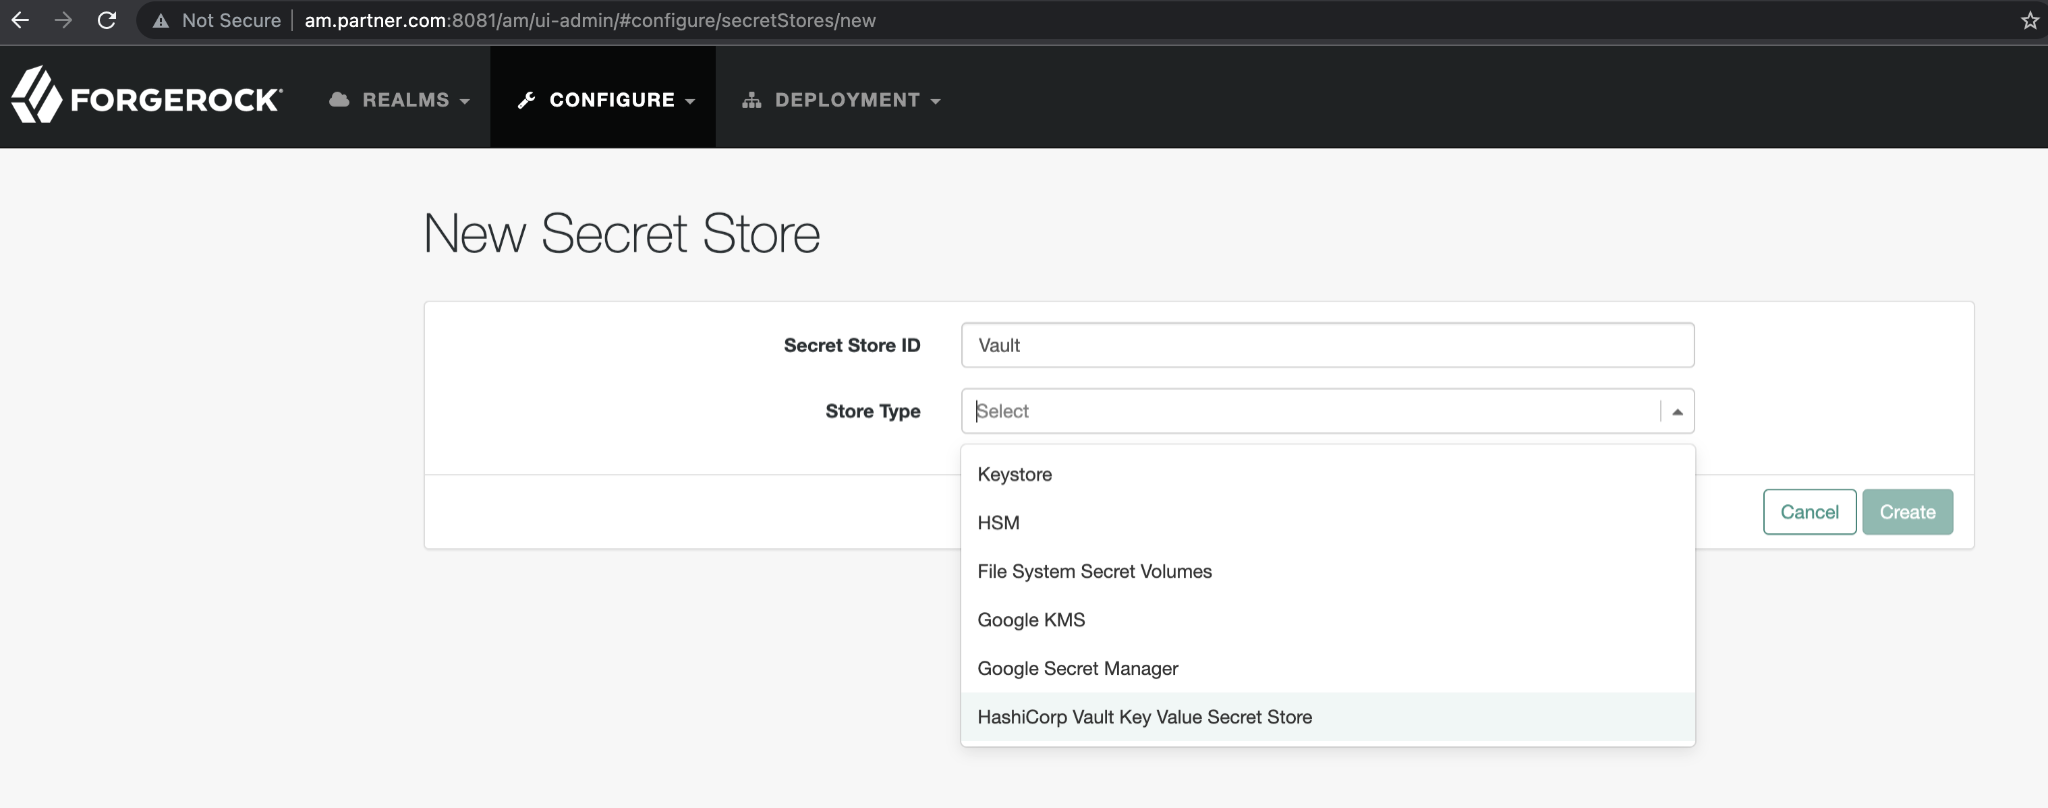 Not Secure | am.partner.com:8081/am/ui-admin/#configure/secretStores/new
FORGEROCK REALMS CONFIGURE DEPLOYMENT
New Secret Store
Secret Store ID Vault
Store Type Select
Keystore
HSM
Cancel Create
File System Secret Volumes
Google KMS
Google Secret Manager
HashiCorp Vault Key Value Secret Store